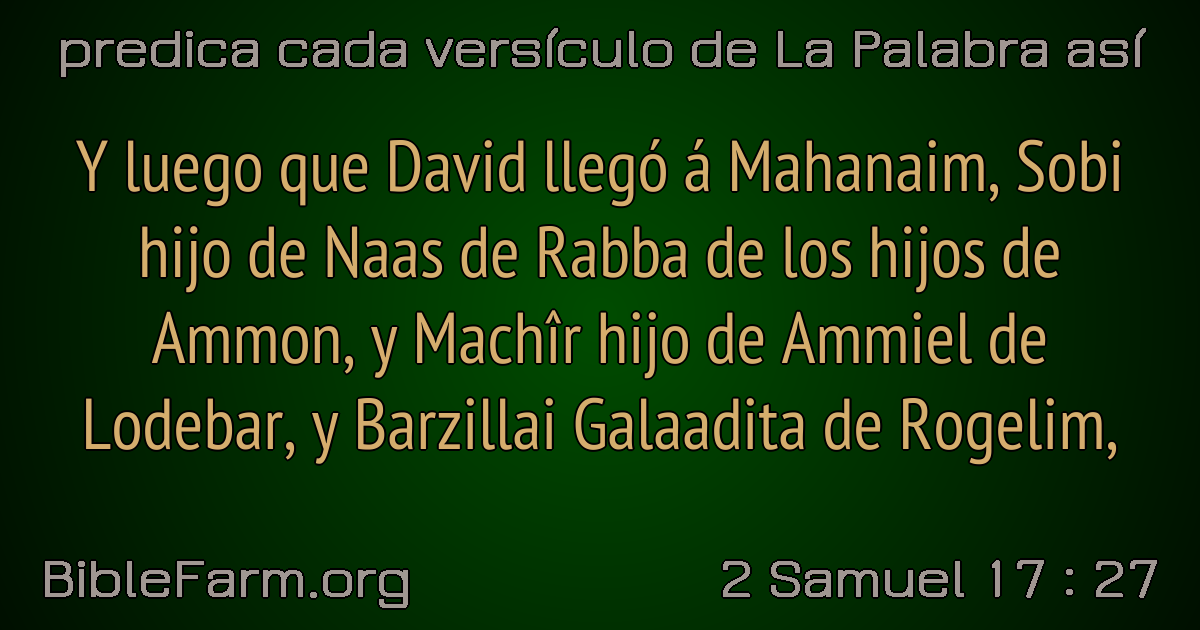 predica cada versículo de La Palabra así
Y luego que David llegó á Mahanaim, Sobi
hijo de Naas de Rabba de los hijos de
Ammon, y Machîr hijo de Ammiel de
Lodebar, y Barzillai Galaadita de Rogelim,
BibleFarm.org
2 Samuel 17 : 27